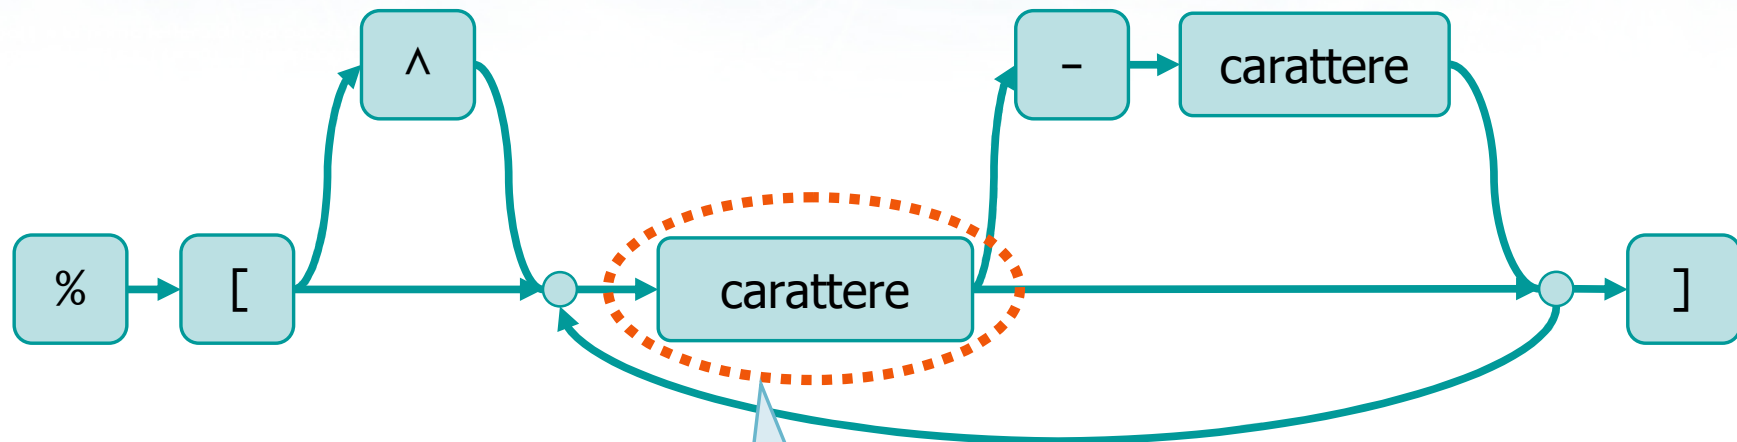 ^
- carattere
% [ carattere ]